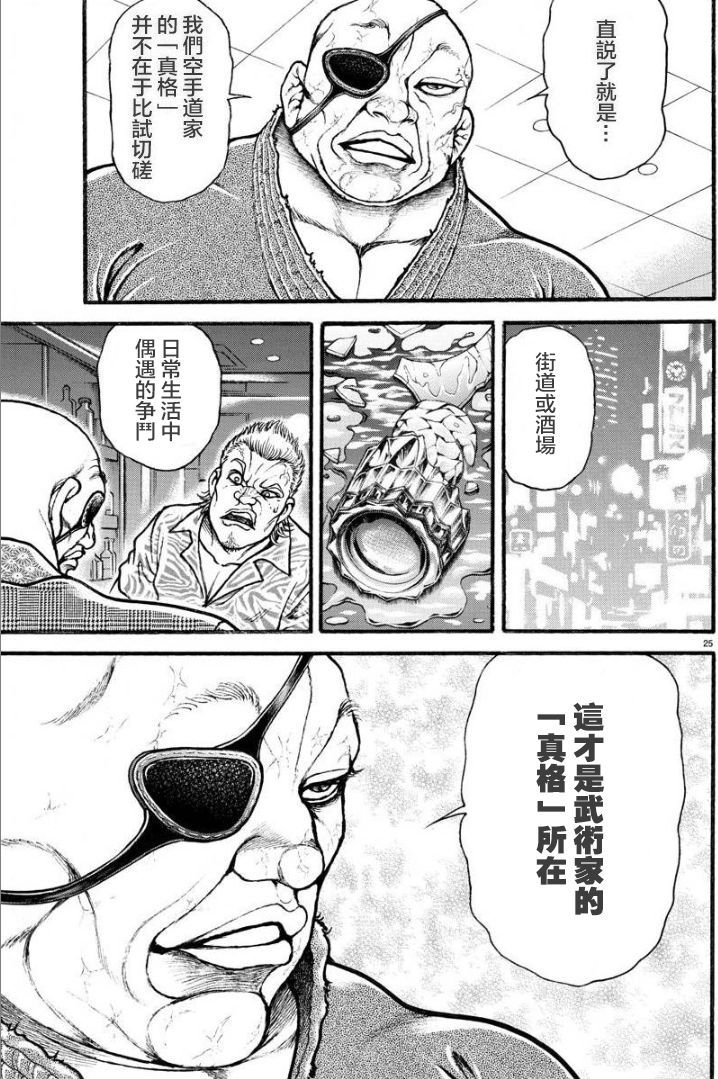 直説了就是…
我們空手道家
的「真格」
并不在于比試切磋
街道或酒場
日常生活中
偶遇的争鬥
25
這才是武術家的
「真格」所在